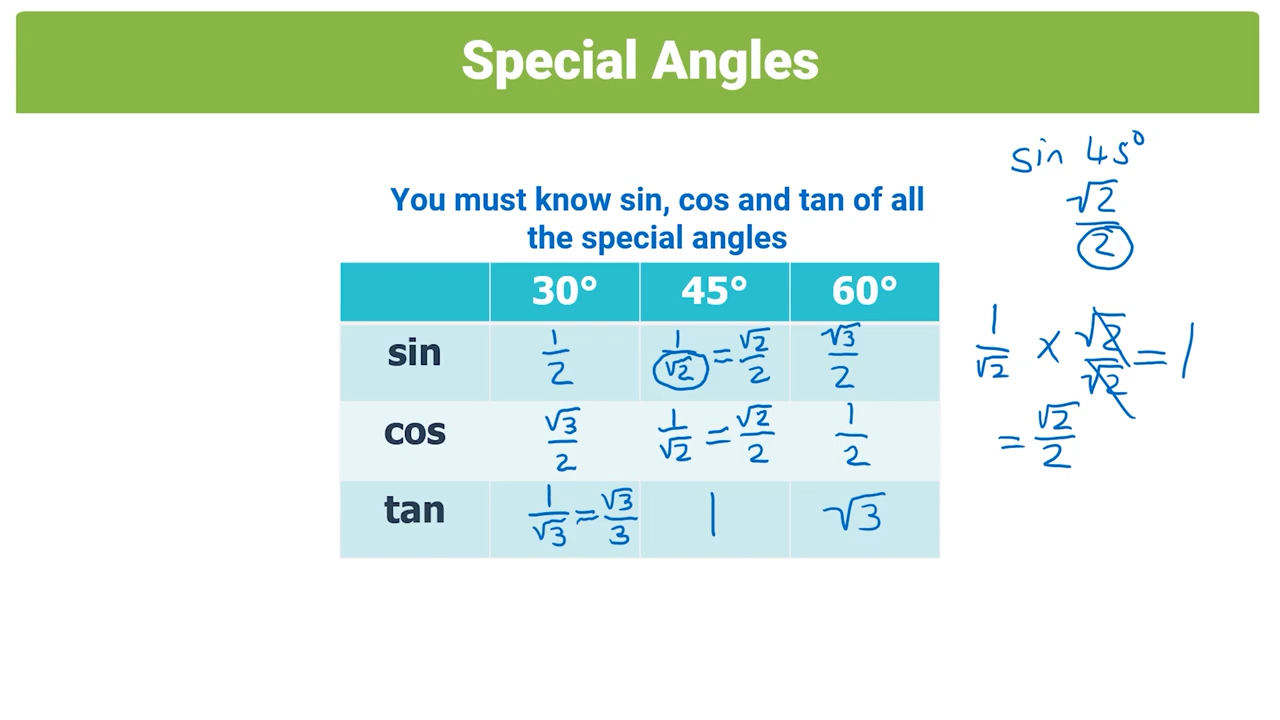 Special Angles
You must know sin, cos and tan of all
the special angles
30° 45° 60°
sin 1/2 1/√2 = √2/2 √3/2
cos √3/2 1/√2 = √2/2 1/2
tan 1/√3 = √3/3 1 √3
sin 45°
√2/2
1/√2 × √2/√2 = 1
= √2/2